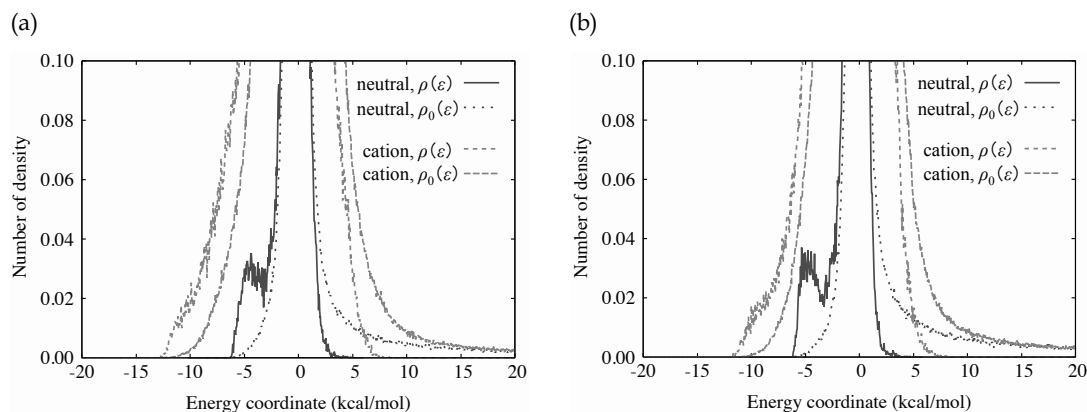 (a)
0.10
0.08
0.06
0.04
0.02
0.00
Number of density
neutral, ρ(ε)
neutral, ρ₀(ε)
cation, ρ(ε)
cation, ρ₀(ε)
-20 -15 -10 -5 0 5 10 15 20
Energy coordinate (kcal/mol)
(b)
0.10
0.08
0.06
0.04
0.02
0.00
Number of density
neutral, ρ(ε)
neutral, ρ₀(ε)
cation, ρ(ε)
cation, ρ₀(ε)
-20 -15 -10 -5 0 5 10 15 20
Energy coordinate (kcal/mol)